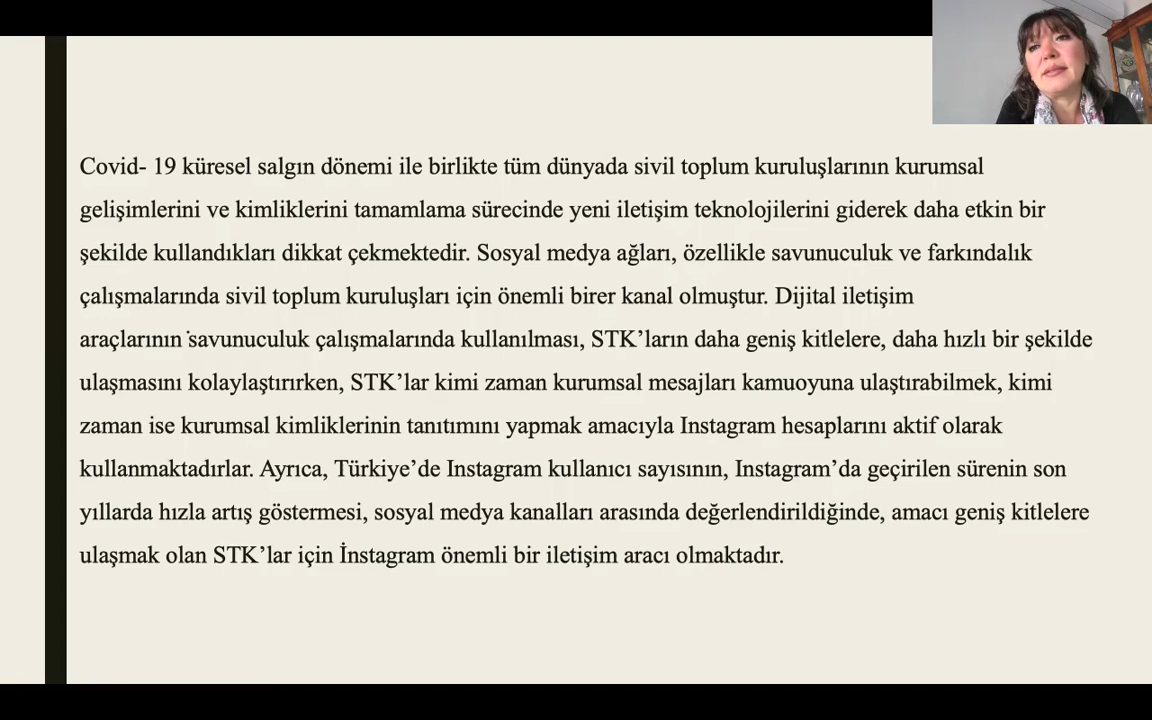 Covid- 19 küresel salgın dönemi ile birlikte tüm dünyada sivil toplum kuruluşlarının kurumsal
gelişimlerini ve kimliklerini tamamlama sürecinde yeni iletişim teknolojilerini giderek daha etkin bir
şekilde kullandıkları dikkat çekmektedir. Sosyal medya ağları, özellikle savunuculuk ve farkındalık
çalışmalarında sivil toplum kuruluşları için önemli birer kanal olmuştur. Dijital iletişim
araçlarının savunuculuk çalışmalarında kullanılması, STK’ların daha geniş kitlelere, daha hızlı bir şekilde
ulaşmasını kolaylaştırırken, STK’lar kimi zaman kurumsal mesajları kamuoyuna ulaştırabilmek, kimi
zaman ise kurumsal kimliklerinin tanıtımını yapmak amacıyla Instagram hesaplarını aktif olarak
kullanmaktadırlar. Ayrıca, Türkiye’de Instagram kullanıcı sayısının, Instagram’da geçirilen sürenin son
yıllarda hızla artış göstermesi, sosyal medya kanalları arasında değerlendirildiğinde, amacı geniş kitlelere
ulaşmak olan STK’lar için İnstagram önemli bir iletişim aracı olmaktadır.